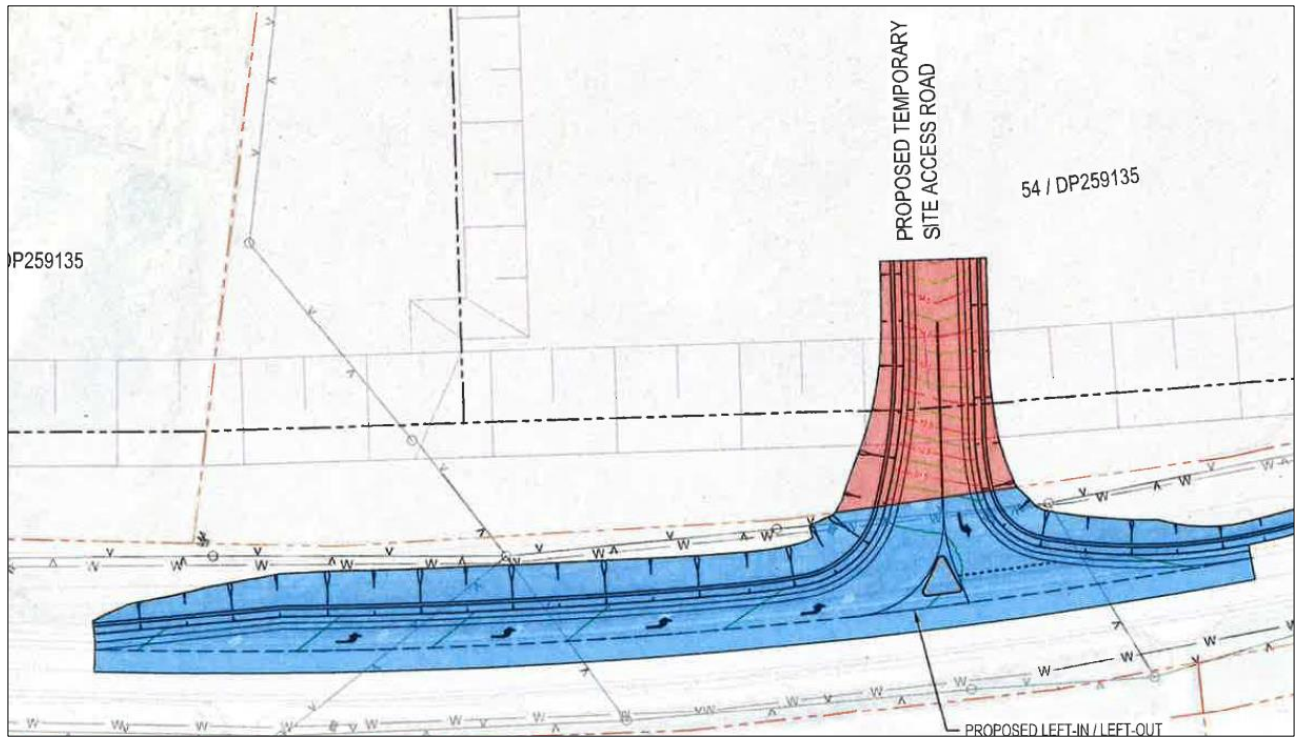 PROPOSED TEMPORARY
SITE ACCESS ROAD
54 / DP259135
DP259135
PROPOSED LEFT-IN / LEFT-OUT